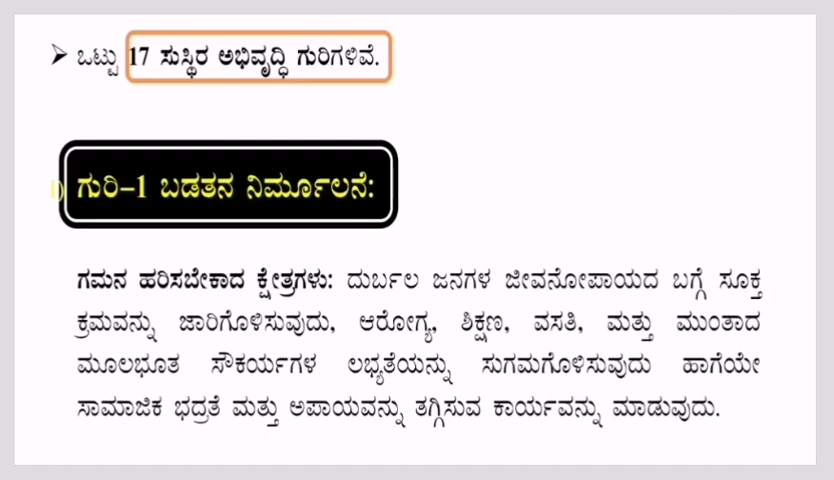 ➤ ಒಟ್ಟು 17 ಸುಸ್ಥಿರ ಅಭಿವೃದ್ಧಿ ಗುರಿಗಳಿವೆ.
ಗುರಿ–1 ಬಡತನ ನಿರ್ಮೂಲನೆ:
ಗಮನ ಹರಿಸಬೇಕಾದ ಕ್ಷೇತ್ರಗಳು: ದುರ್ಬಲ ಜನಗಳ ಜೀವನೋಪಾಯದ ಬಗ್ಗೆ ಸೂಕ್ತ
ಕ್ರಮವನ್ನು ಜಾರಿಗೊಳಿಸುವುದು, ಆರೋಗ್ಯ, ಶಿಕ್ಷಣ, ವಸತಿ, ಮತ್ತು ಮುಂತಾದ
ಮೂಲಭೂತ ಸೌಕರ್ಯಗಳ ಲಭ್ಯತೆಯನ್ನು ಸುಗಮಗೊಳಿಸುವುದು ಹಾಗೆಯೇ
ಸಾಮಾಜಿಕ ಭದ್ರತೆ ಮತ್ತು ಅಪಾಯವನ್ನು ತಗ್ಗಿಸುವ ಕಾರ್ಯವನ್ನು ಮಾಡುವುದು.